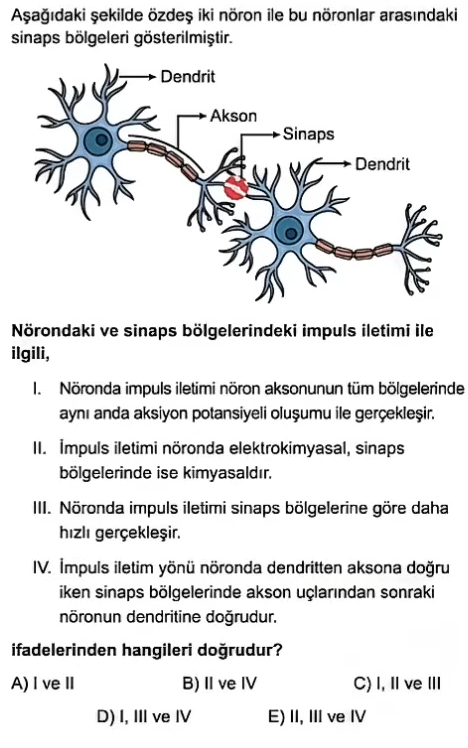 Aşağıdaki şekilde özdeş iki nöron ile bu nöronlar arasındaki
sinaps bölgeleri gösterilmiştir.
Dendrit
Akson
Sinaps
Dendrit
Nörondaki ve sinaps bölgelerindeki impuls iletimi ile
ilgili,
I. Nöronda impuls iletimi nöron aksonunun tüm bölgelerinde
aynı anda aksiyon potansiyeli oluşumu ile gerçekleşir.
II. İmpuls iletimi nöronda elektrokimyasal, sinaps
bölgelerinde ise kimyasaldır.
III. Nöronda impuls iletimi sinaps bölgelerine göre daha
hızlı gerçekleşir.
IV. İmpuls iletim yönü nöronda dendritten aksona doğru
iken sinaps bölgelerinde akson uçlarından sonraki
nöronun dendritine doğrudur.
ifadelerinden hangileri doğrudur?
A) I ve II B) II ve IV C) I, II ve III
D) I, III ve IV E) II, III ve IV